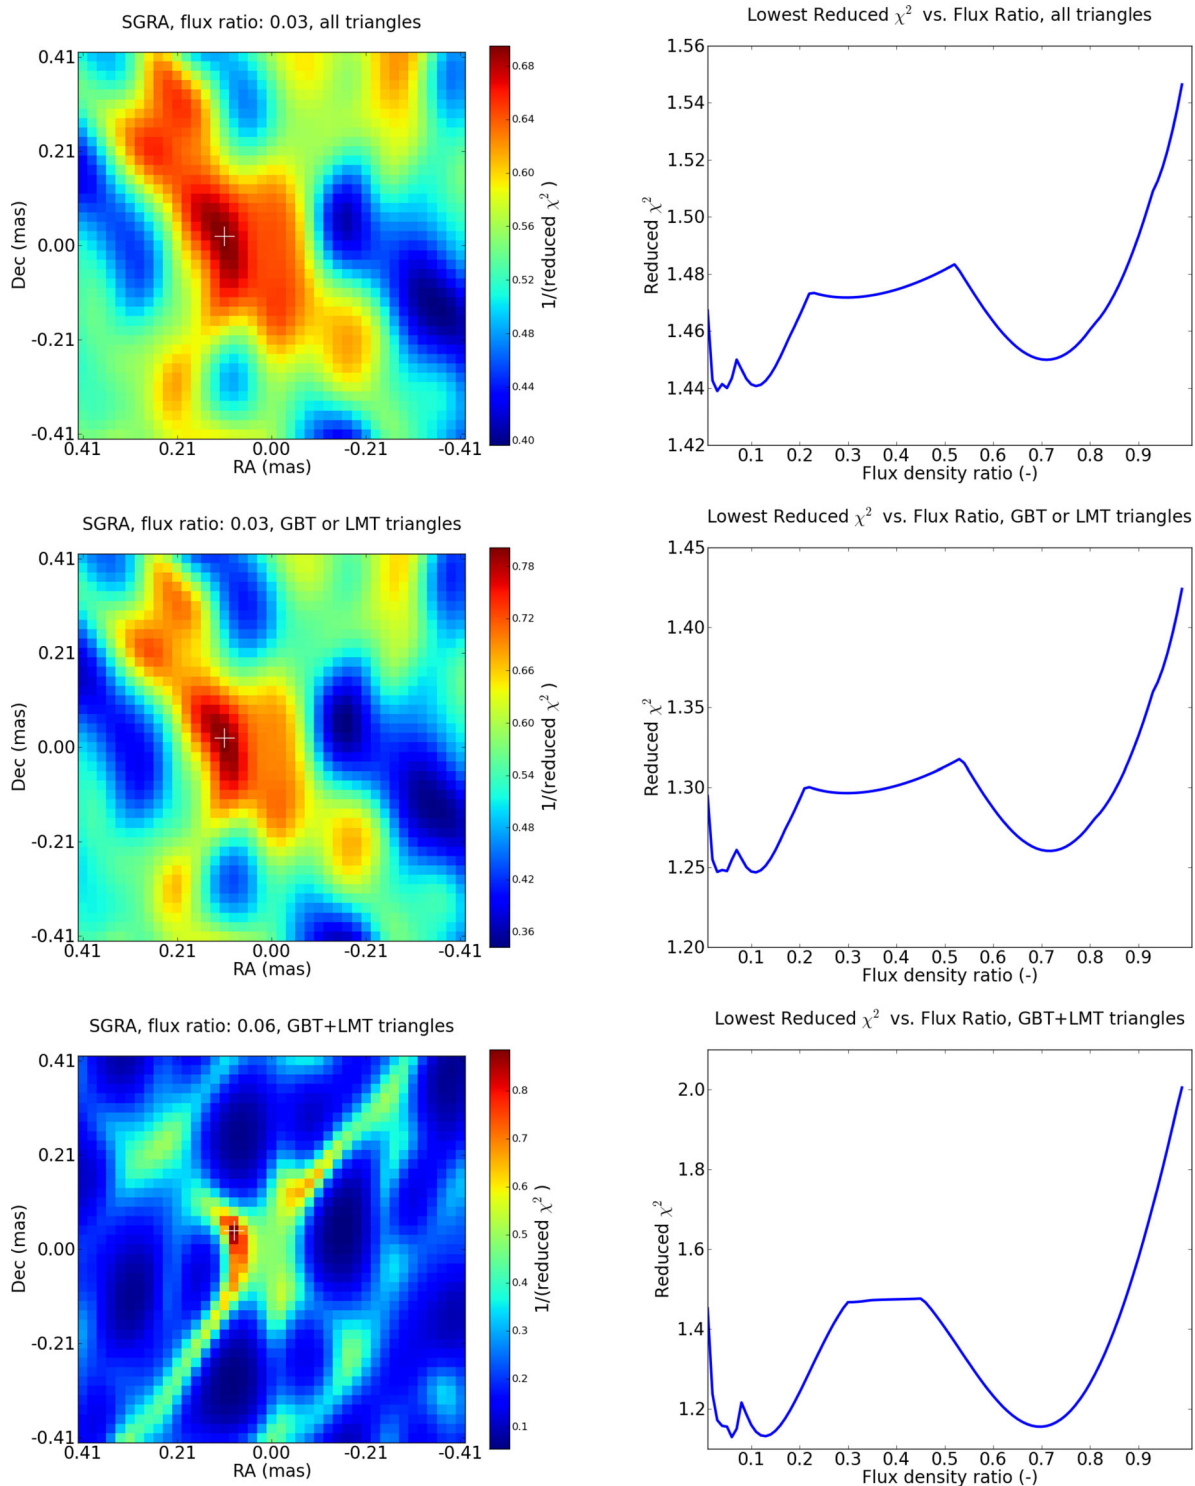 SGRA, flux ratio: 0.03, all triangles
0.41
0.21
0.00
-0.21
-0.41
Dec (mas)
0.41 0.21 0.00 -0.21 -0.41
RA (mas)
0.68
0.64
0.60
0.56
0.52
0.48
0.44
0.40
1/(reduced χ²)
Lowest Reduced χ² vs. Flux Ratio, all triangles
1.56
1.54
1.52
1.50
1.48
1.46
1.44
1.42
Reduced χ²
0.1 0.2 0.3 0.4 0.5 0.6 0.7 0.8 0.9
Flux density ratio (-)
SGRA, flux ratio: 0.03, GBT or LMT triangles
0.41
0.21
0.00
-0.21
-0.41
Dec (mas)
0.41 0.21 0.00 -0.21 -0.41
RA (mas)
0.78
0.72
0.66
0.60
0.54
0.48
0.42
0.36
1/(reduced χ²)
Lowest Reduced χ² vs. Flux Ratio, GBT or LMT triangles
1.45
1.40
1.35
1.30
1.25
1.20
Reduced χ²
0.1 0.2 0.3 0.4 0.5 0.6 0.7 0.8 0.9
Flux density ratio (-)
SGRA, flux ratio: 0.06, GBT+LMT triangles
0.41
0.21
0.00
-0.21
-0.41
Dec (mas)
0.41 0.21 0.00 -0.21 -0.41
RA (mas)
0.8
0.7
0.6
0.5
0.4
0.3
0.2
0.1
1/(reduced χ²)
Lowest Reduced χ² vs. Flux Ratio, GBT+LMT triangles
2.0
1.8
1.6
1.4
1.2
Reduced χ²
0.1 0.2 0.3 0.4 0.5 0.6 0.7 0.8 0.9
Flux density ratio (-)